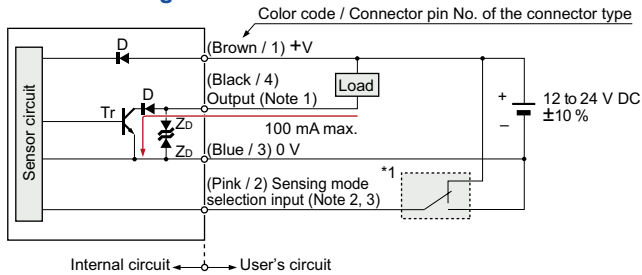 Color code / Connector pin No. of the connector type
D
(Brown / 1) +V
(Black / 4)
Output (Note 1)
Load
D
Tr
ZD
ZD
100 mA max.
+
–
12 to 24 V DC
±10 %
Sensor circuit
(Blue / 3) 0 V
*1
(Pink / 2) Sensing mode
selection input (Note 2, 3)
Internal circuit
User's circuit